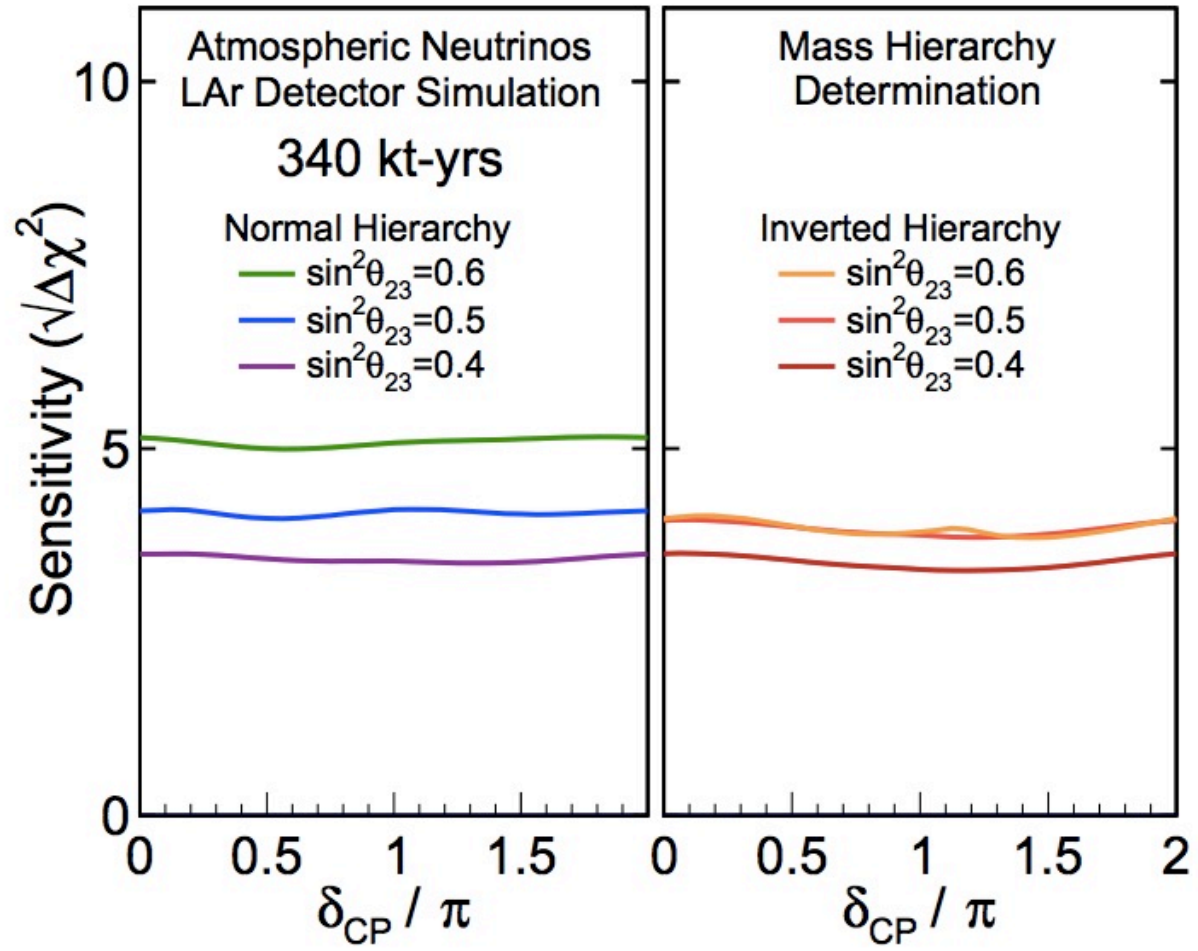 Atmospheric Neutrinos
LAr Detector Simulation
340 kt-yrs
Normal Hierarchy
sin²θ₂₃=0.6
sin²θ₂₃=0.5
sin²θ₂₃=0.4
Mass Hierarchy
Determination
Inverted Hierarchy
sin²θ₂₃=0.6
sin²θ₂₃=0.5
sin²θ₂₃=0.4
Sensitivity (√Δχ²)
10
5
0
0 0.5 1 1.5
0 0.5 1 1.5 2
δ_CP / π
δ_CP / π